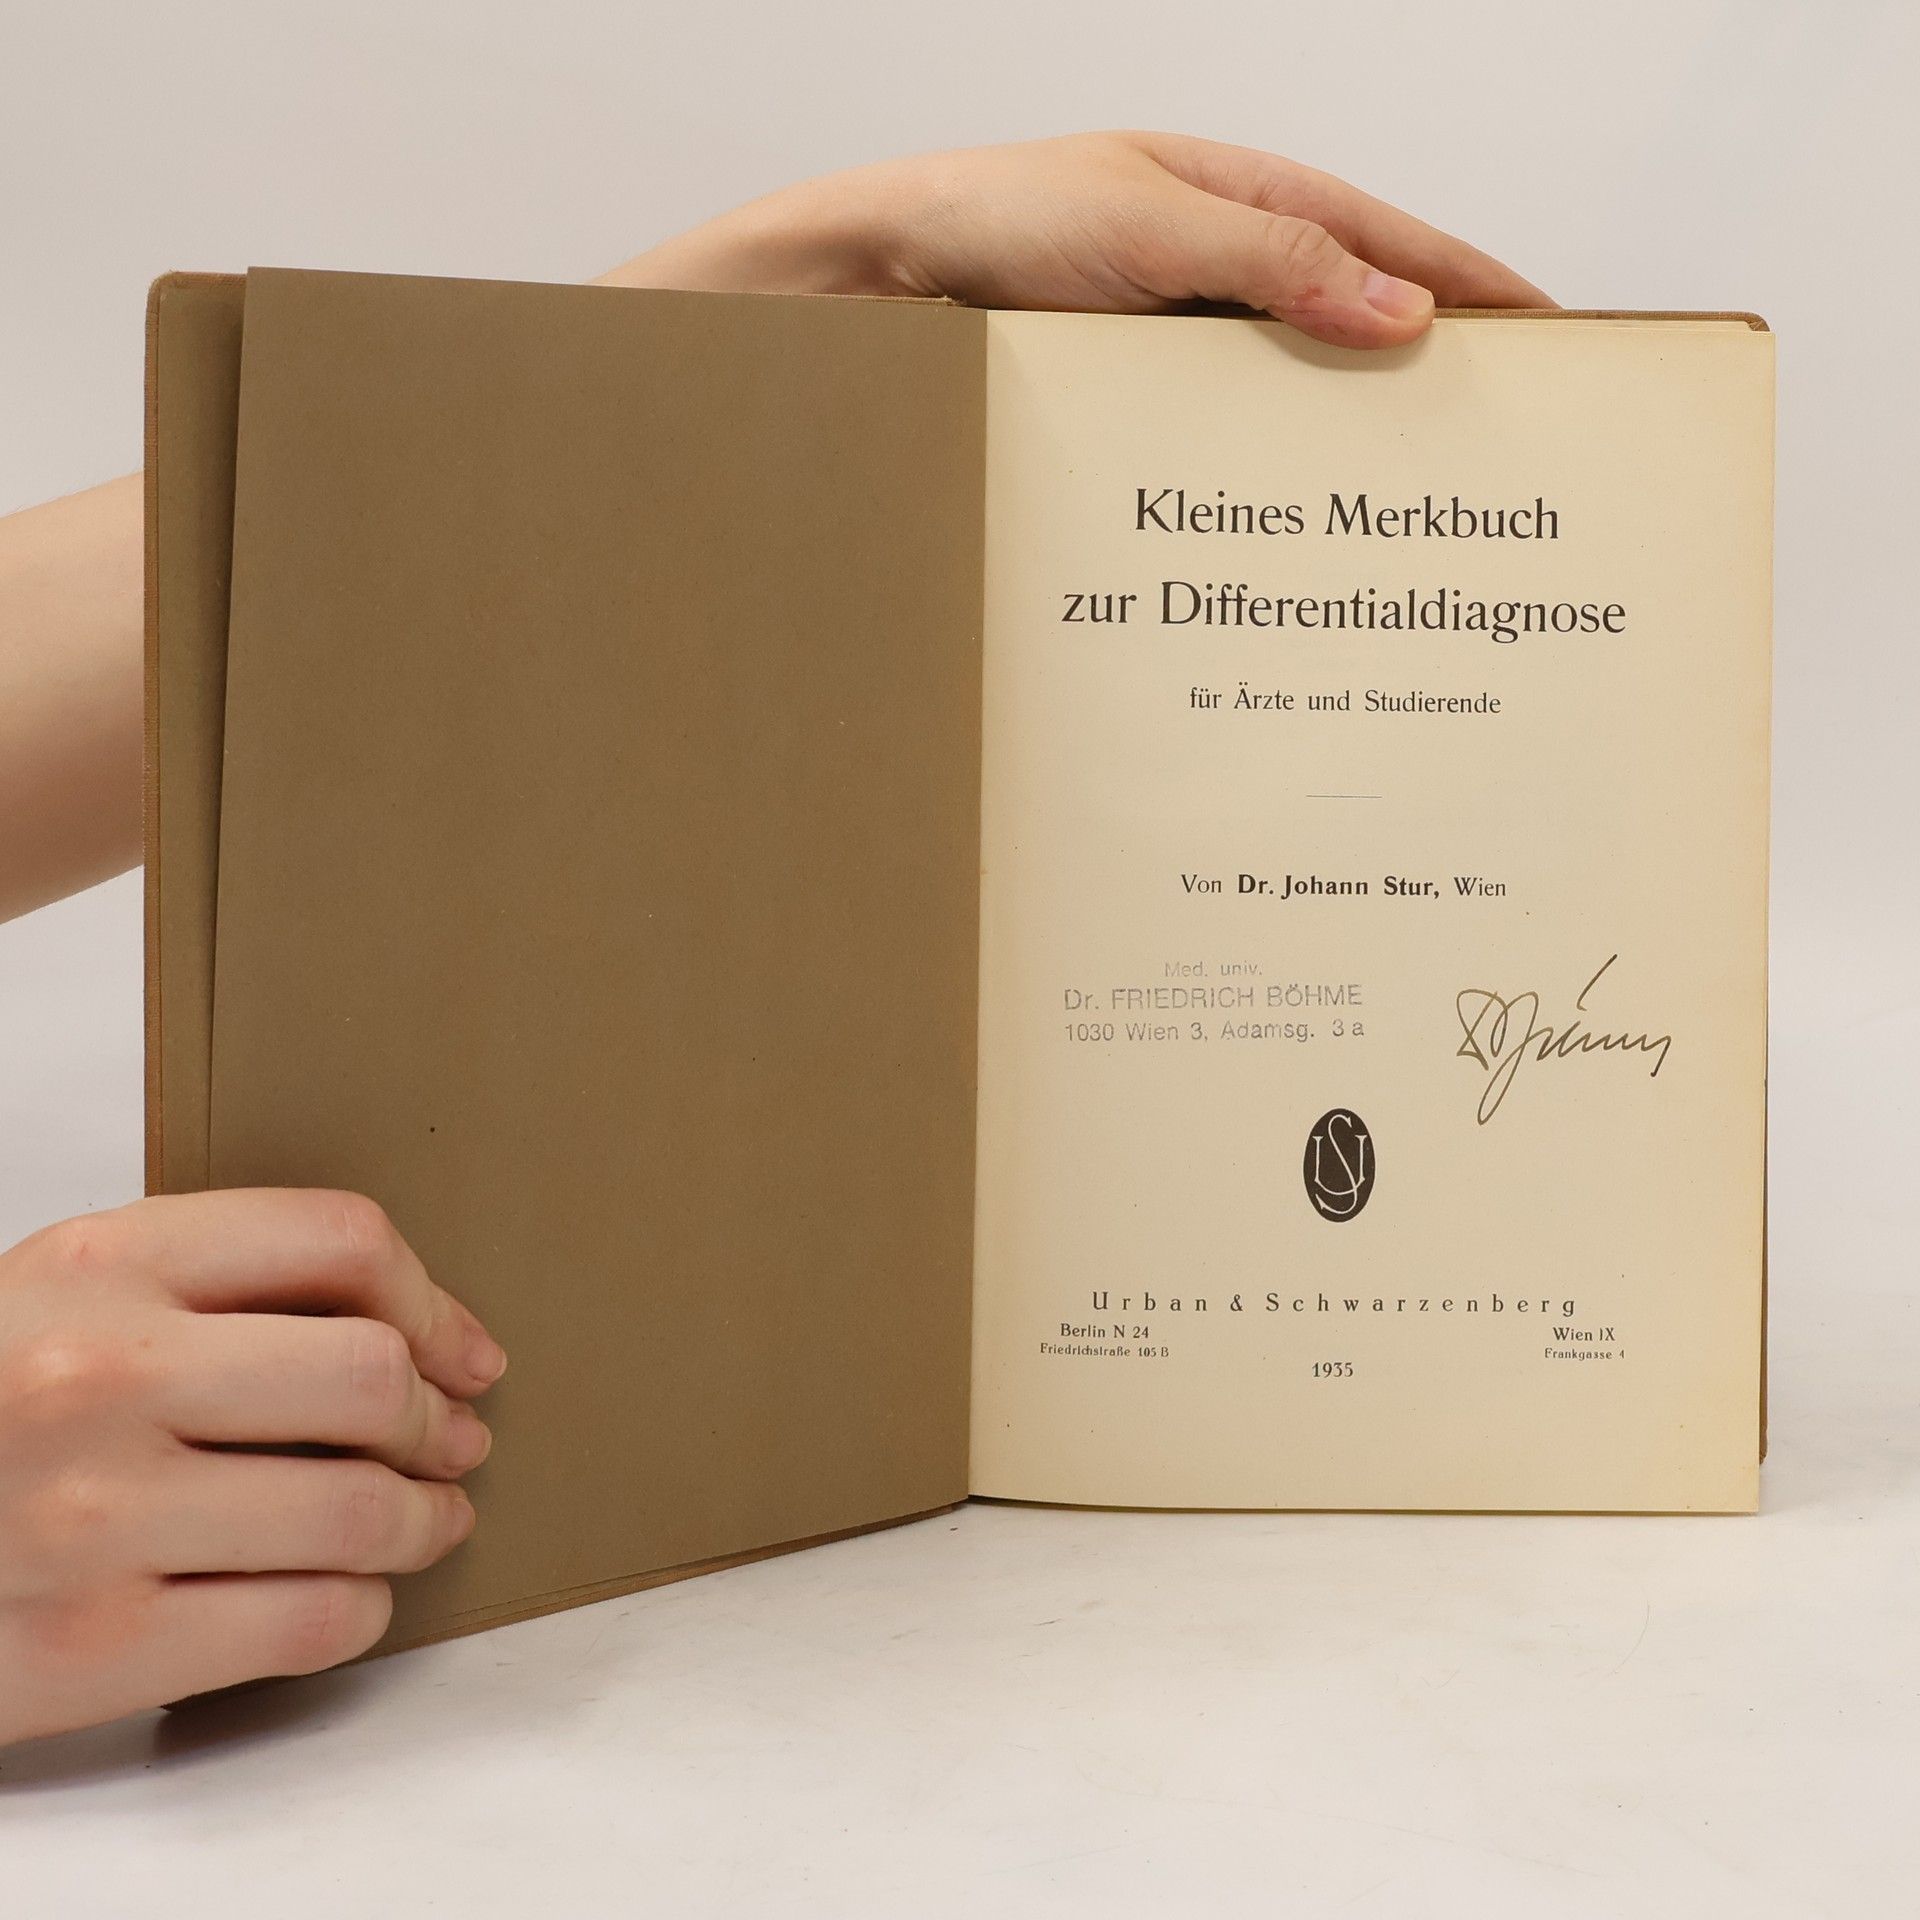 Kleines Merkbuch
zur Differentialdiagnose
für Ärzte und Studierende
Von Dr. Johann Stur, Wien
Med. univ.
Dr. FRIEDRICH BÖHME
1030 Wien 3, Adamsg. 3 a
US
Urban & Schwarzenberg
Berlin N 24
Friedrichstraße 105 B
Wien IX
Frankgasse 4
1935